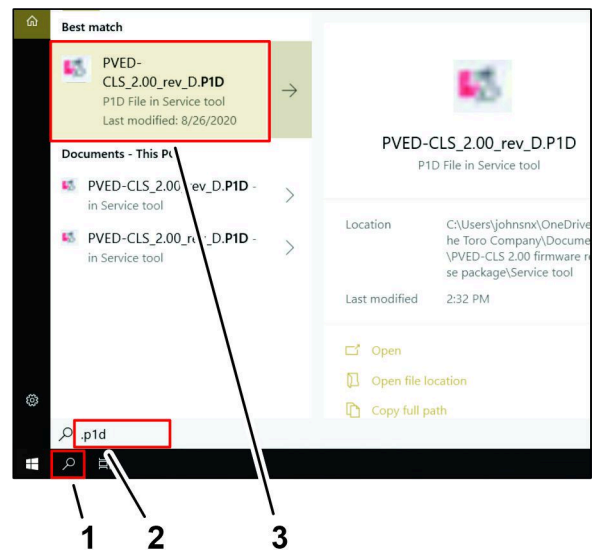 Best match
PVED-
CLS_2.00_rev_D.P1D
P1D File in Service tool
Last modified: 8/26/2020
Documents - This PC
PVED-CLS_2.00_rev_D.P1D -
in Service tool
PVED-CLS_2.00_rev_D.P1D -
in Service tool
PVED-CLS_2.00_rev_D.P1D
P1D File in Service tool
Location
C:\Users\johnsnx\OneDrive
he Toro Company\Docume
\PVED-CLS 2.00 firmware re
se package\Service tool
Last modified
2:32 PM
Open
Open file location
Copy full path
.p1d
1
2
3